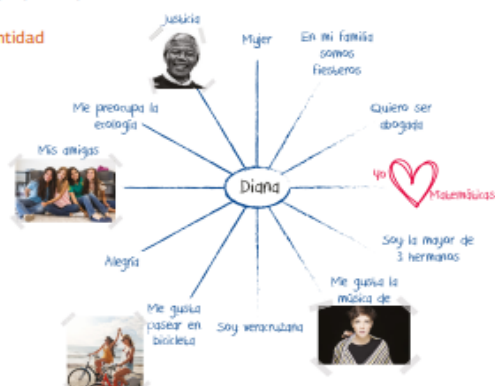 ntidad
Justicia
Mujer
En mi familia
somos
fiesteros
Me preocupa la
ecología
Quiero ser
abogada
Mis amigas
Diana
Yo
Matemáticas
Soy la mayor de
3 hermanos
Alegría
Me gusta la
música de
Me gusta
pasear en
bicicleta
Soy veracruzana